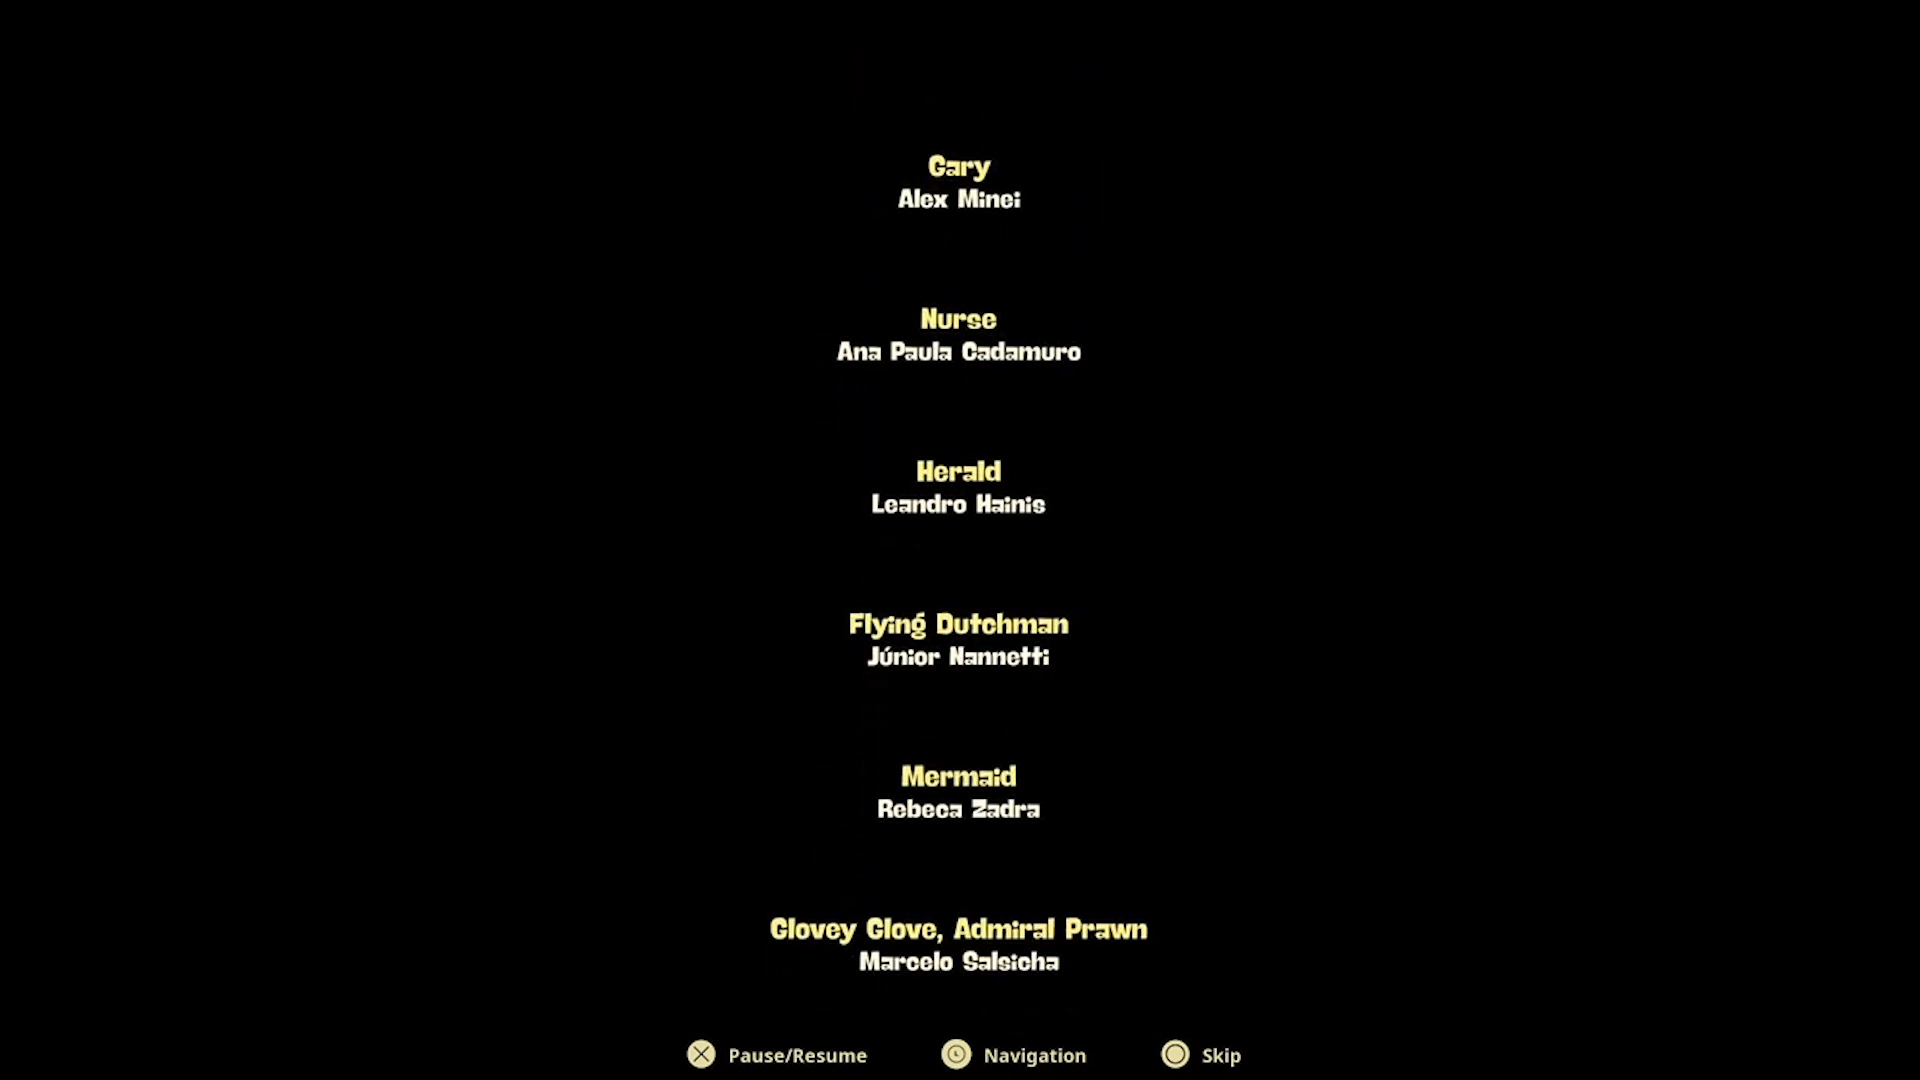 Gary
Alex Minei
Nurse
Ana Paula Cadamuro
Herald
Leandro Hainis
Flying Dutchman
Júnior Nannetti
Mermaid
Rebeca Zadra
Glovey Glove, Admiral Prawn
Marcelo Salsicha
Pause/Resume
Navigation
Skip